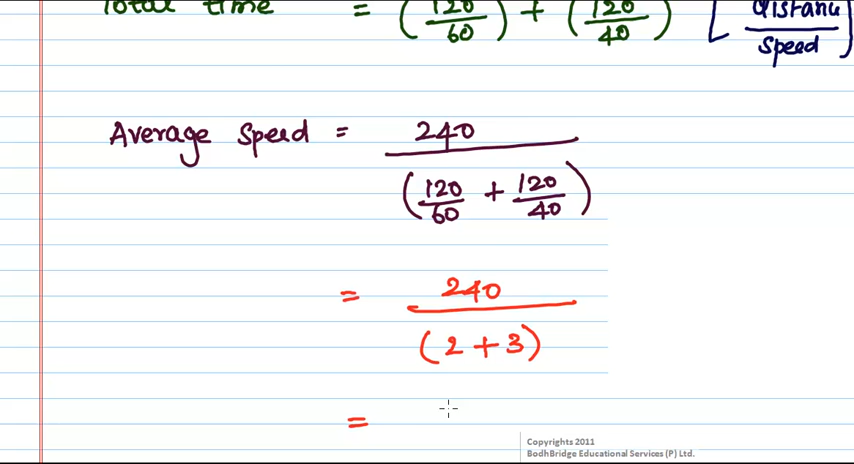 Total time = (120/60) + (120/40) [distance/speed]
Average Speed = 240/(120/60 + 120/40)
= 240/(2 + 3)
=
Copyrights 2011
BodhBridge Educational Services (P) Ltd.